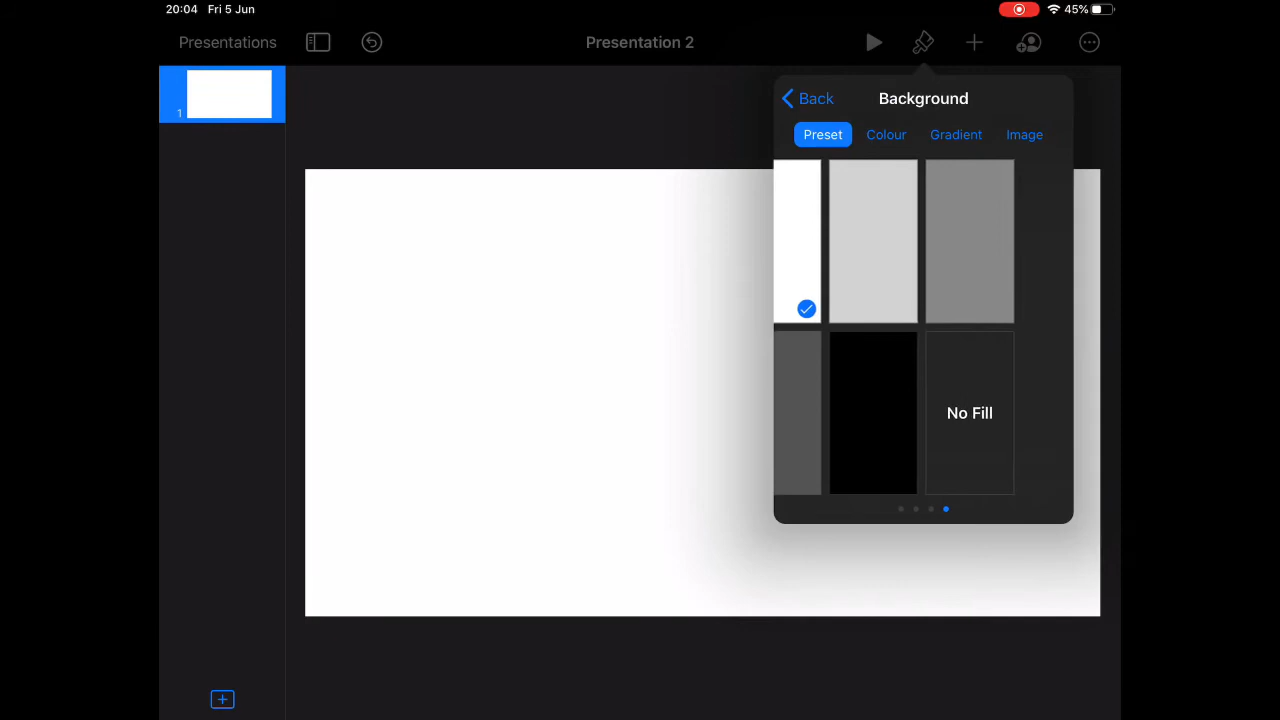 20:04 Fri 5 Jun 45%
Presentations Presentation 2
1
Back Background
Preset Colour Gradient Image
No Fill